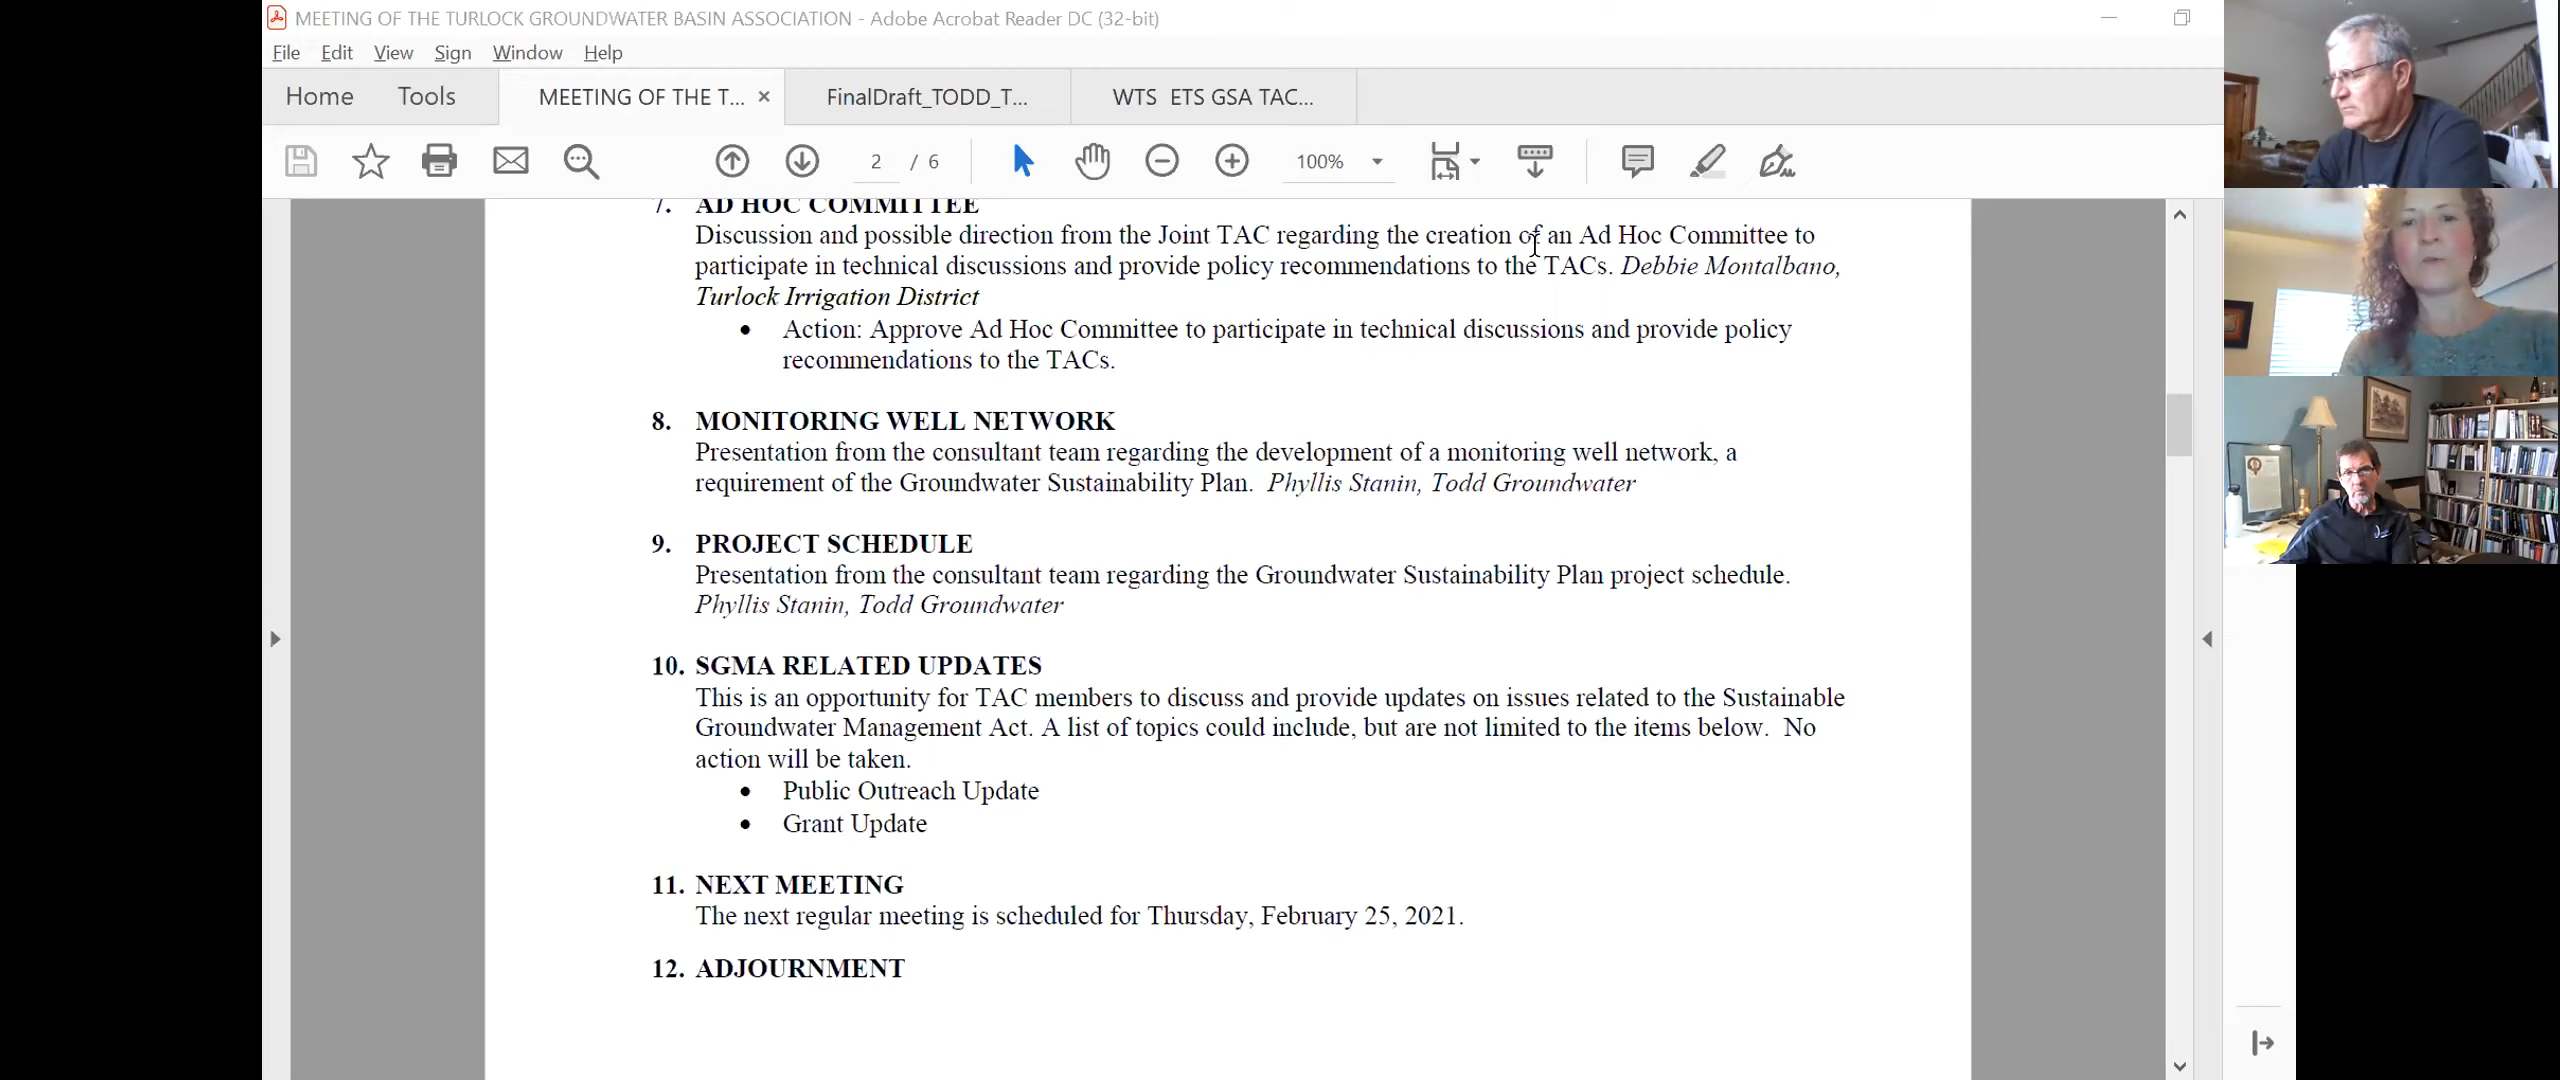 MEETING OF THE TURLOCK GROUNDWATER BASIN ASSOCIATION - Adobe Acrobat Reader DC (32-bit)
File Edit View Sign Window Help
Home Tools MEETING OF THE T... × FinalDraft_TODD_T... WTS ETS GSA TAC...
2 / 6 100%
7. AD HOC COMMITTEE
Discussion and possible direction from the Joint TAC regarding the creation of an Ad Hoc Committee to
participate in technical discussions and provide policy recommendations to the TACs. Debbie Montalbano,
Turlock Irrigation District
• Action: Approve Ad Hoc Committee to participate in technical discussions and provide policy
recommendations to the TACs.
8. MONITORING WELL NETWORK
Presentation from the consultant team regarding the development of a monitoring well network, a
requirement of the Groundwater Sustainability Plan. Phyllis Stanin, Todd Groundwater
9. PROJECT SCHEDULE
Presentation from the consultant team regarding the Groundwater Sustainability Plan project schedule.
Phyllis Stanin, Todd Groundwater
10. SGMA RELATED UPDATES
This is an opportunity for TAC members to discuss and provide updates on issues related to the Sustainable
Groundwater Management Act. A list of topics could include, but are not limited to the items below. No
action will be taken.
• Public Outreach Update
• Grant Update
11. NEXT MEETING
The next regular meeting is scheduled for Thursday, February 25, 2021.
12. ADJOURNMENT